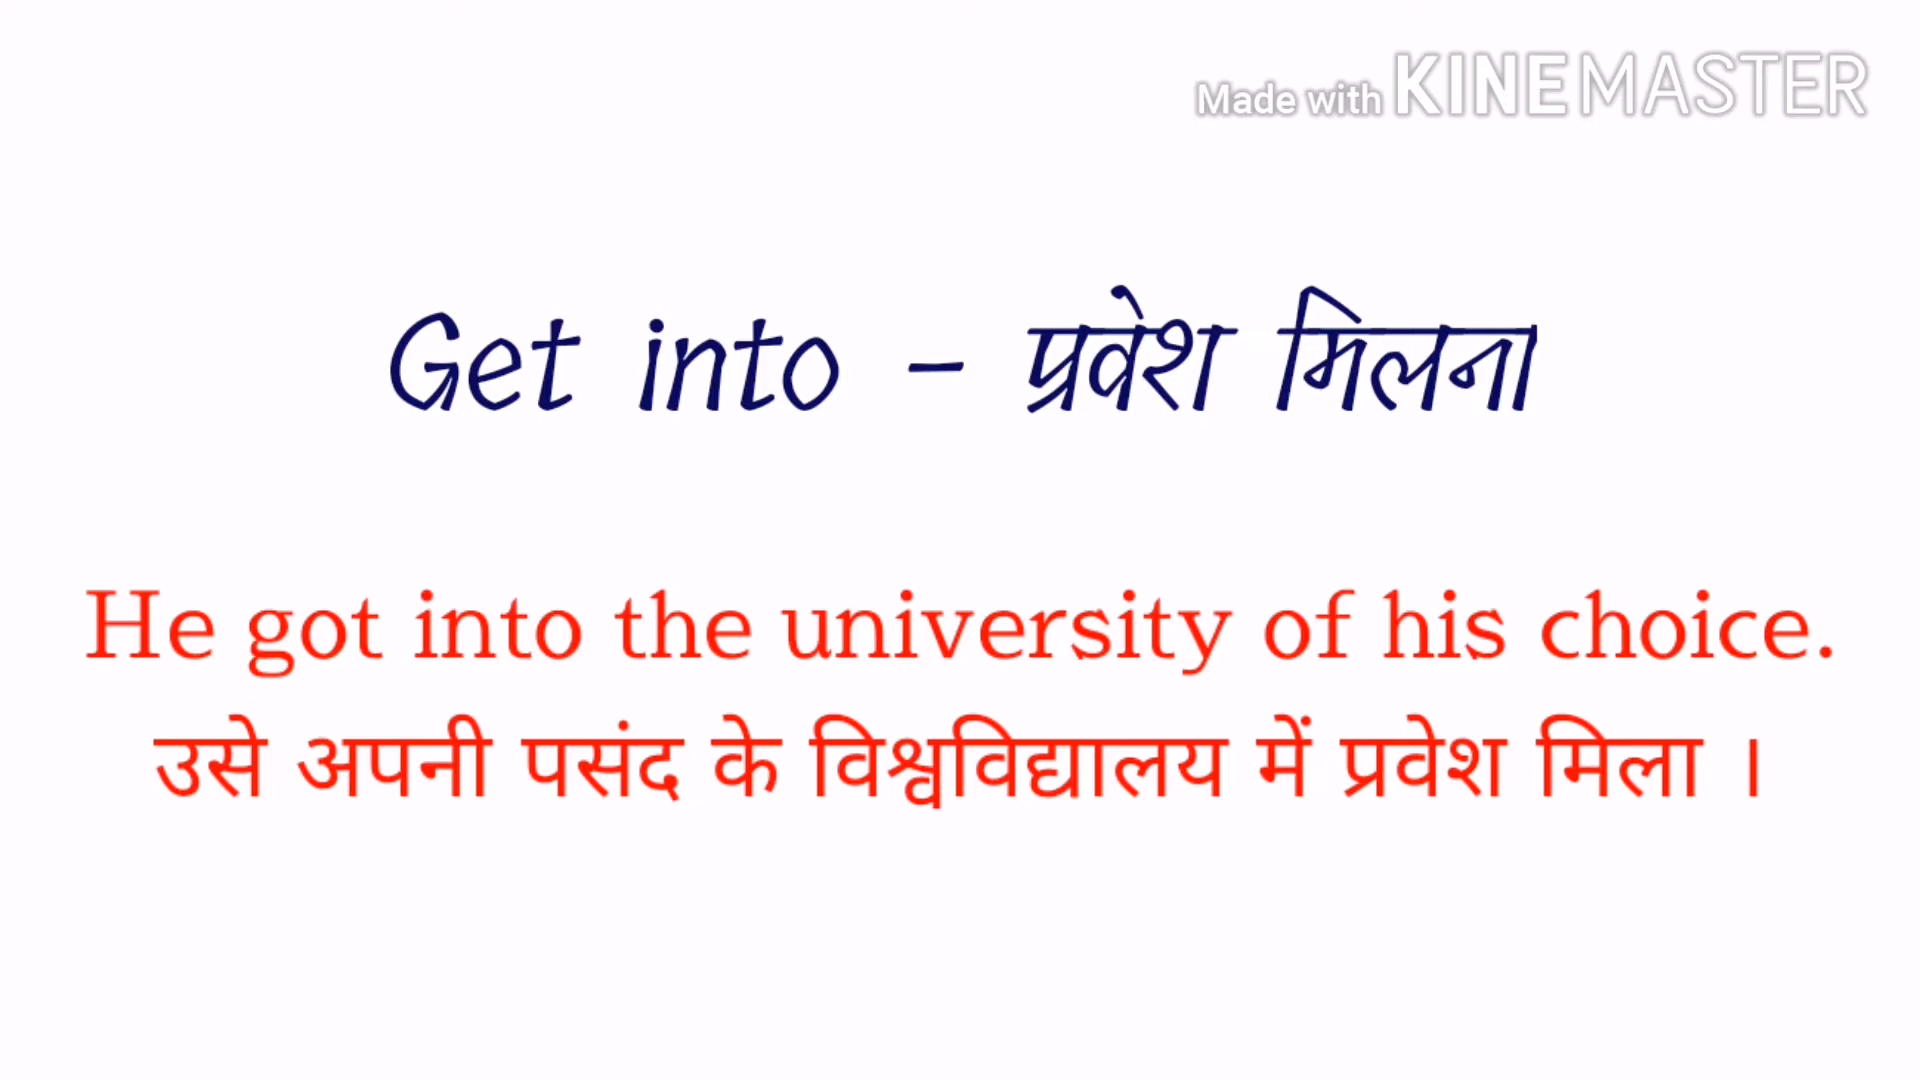 Made with KINEMASTER
Get into - प्रवेश मिलना
He got into the university of his choice.
उसे अपनी पसंद के विश्वविद्यालय में प्रवेश मिला ।